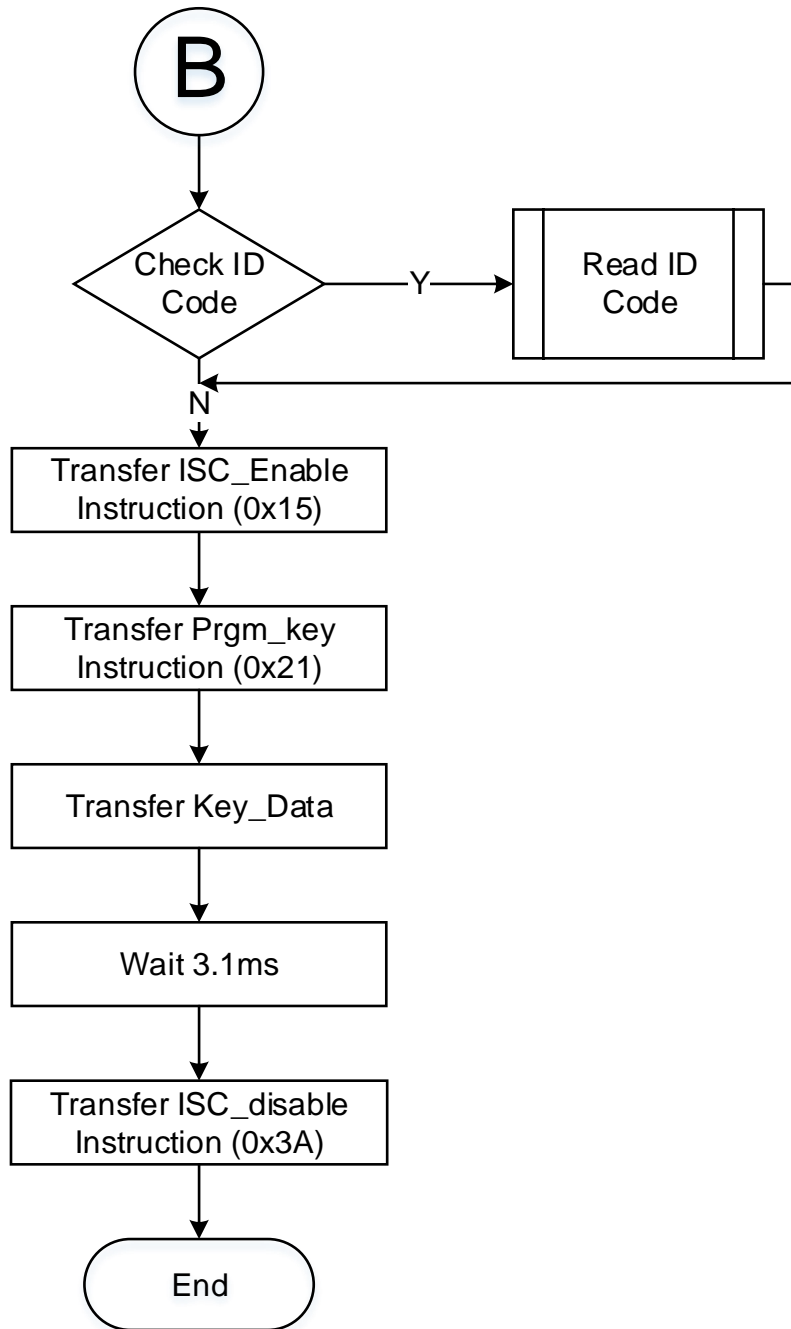 B
Check ID
Code
Y
Read ID
Code
N
Transfer ISC_Enable
Instruction (0x15)
Transfer Prgm_key
Instruction (0x21)
Transfer Key_Data
Wait 3.1ms
Transfer ISC_disable
Instruction (0x3A)
End